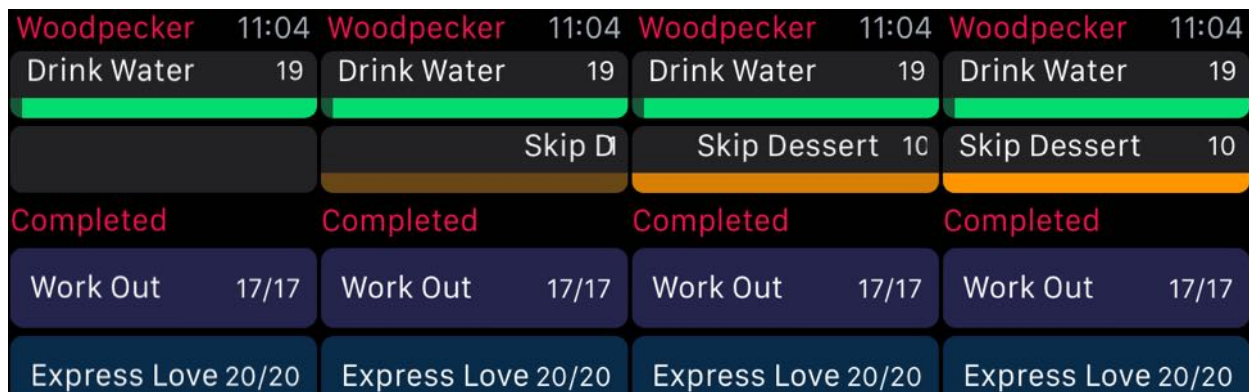 Woodpecker 11:04 Woodpecker 11:04 Woodpecker 11:04 Woodpecker 11:04
Drink Water 19 Drink Water 19 Drink Water 19 Drink Water 19
Skip D1 Skip Dessert 10 Skip Dessert 10
Completed Completed Completed Completed
Work Out 17/17 Work Out 17/17 Work Out 17/17 Work Out 17/17
Express Love 20/20 Express Love 20/20 Express Love 20/20 Express Love 20/20